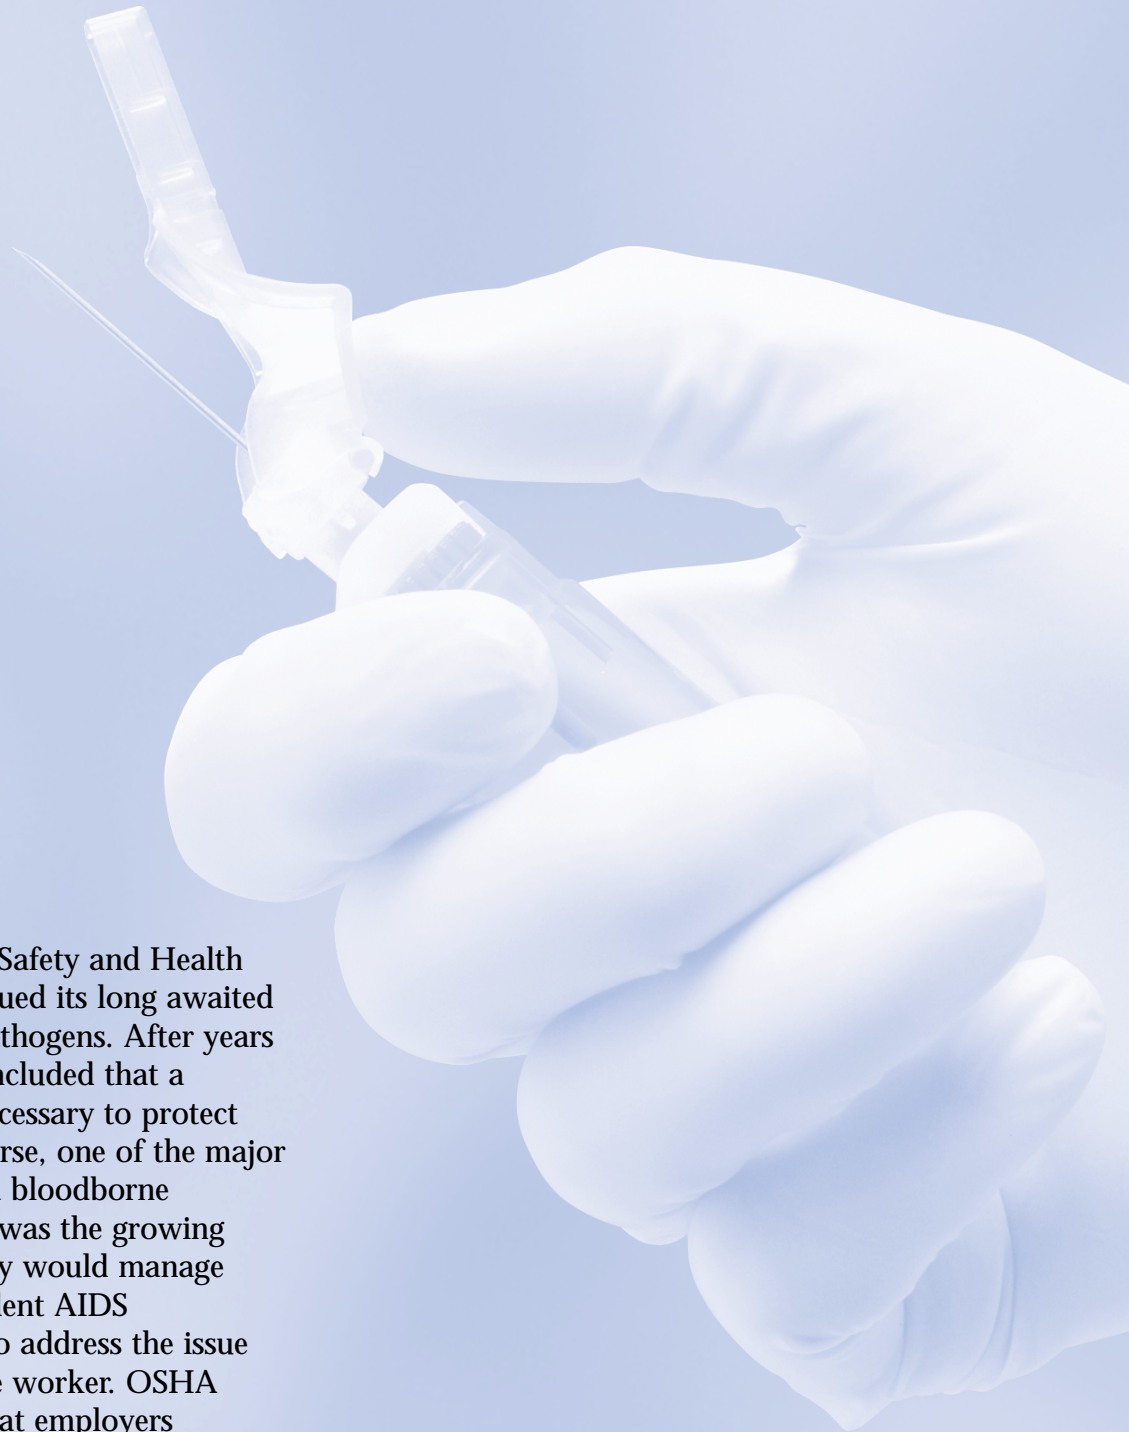 Safety and Health
ued its long awaited
thogens. After years
ncluded that a
cessary to protect
rse, one of the major
bloodborne
was the growing
y would manage
lent AIDS
o address the issue
e worker. OSHA
at employers